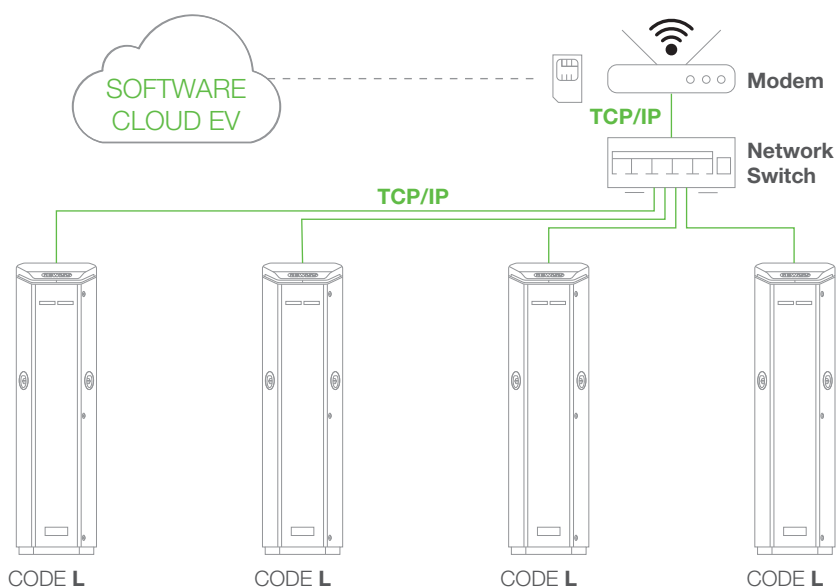 SOFTWARE
CLOUD EV
Modem
TCP/IP
Network
Switch
TCP/IP
CODE L
CODE L
CODE L
CODE L